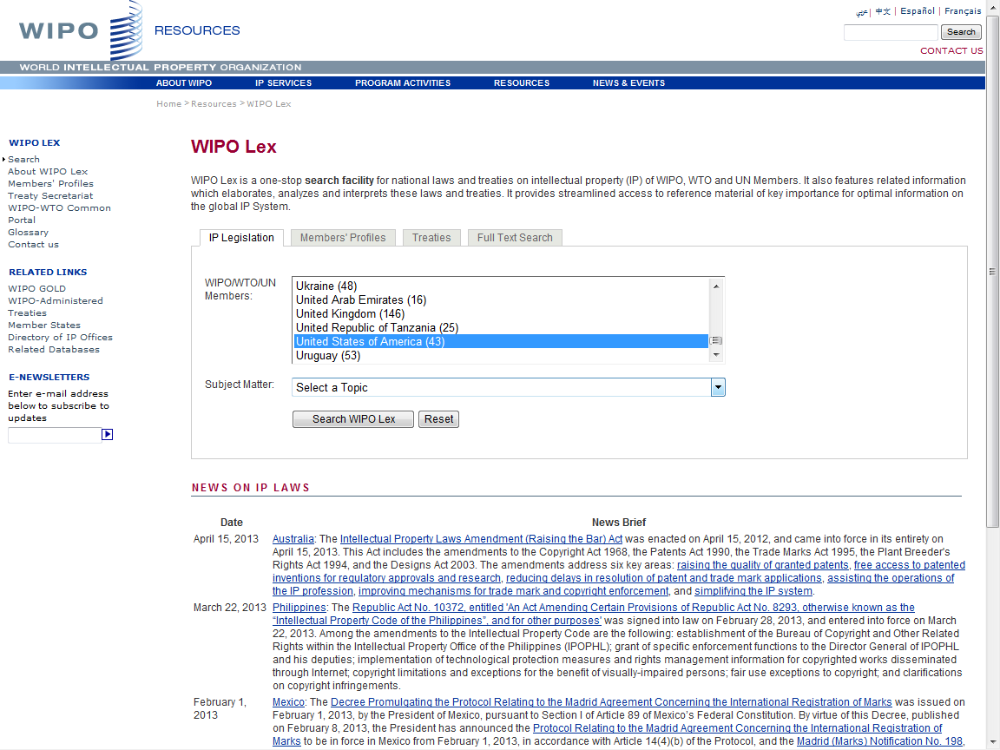 WIPO
RESOURCES
عربي | 中文 | Español | Français
Search
CONTACT US
WORLD INTELLECTUAL PROPERTY ORGANIZATION
ABOUT WIPO IP SERVICES PROGRAM ACTIVITIES RESOURCES NEWS & EVENTS
Home > Resources > WIPO Lex
WIPO LEX
Search
About WIPO Lex
Members' Profiles
Treaty Secretariat
WIPO-WTO Common
Portal
Glossary
Contact us
RELATED LINKS
WIPO GOLD
WIPO-Administered
Treaties
Member States
Directory of IP Offices
Related Databases
E-NEWSLETTERS
Enter e-mail address
below to subscribe to
updates
WIPO Lex
WIPO Lex is a one-stop search facility for national laws and treaties on intellectual property (IP) of WIPO, WTO and UN Members. It also features related information
which elaborates, analyzes and interprets these laws and treaties. It provides streamlined access to reference material of key importance for optimal information on
the global IP System.
IP Legislation Members' Profiles Treaties Full Text Search
WIPO/WTO/UN
Members:
Ukraine (48)
United Arab Emirates (16)
United Kingdom (146)
United Republic of Tanzania (25)
United States of America (43)
Uruguay (53)
Subject Matter:
Select a Topic
Search WIPO Lex Reset
NEWS ON IP LAWS
Date News Brief
April 15, 2013 Australia: The Intellectual Property Laws Amendment (Raising the Bar) Act was enacted on April 15, 2012, and came into force in its entirety on
April 15, 2013. This Act includes the amendments to the Copyright Act 1968, the Patents Act 1990, the Trade Marks Act 1995, the Plant Breeder's
Rights Act 1994, and the Designs Act 2003. The amendments address six key areas: raising the quality of granted patents, free access to patented
inventions for regulatory approvals and research, reducing delays in resolution of patent and trade mark applications, assisting the operations of
the IP profession, improving mechanisms for trade mark and copyright enforcement, and simplifying the IP system.
March 22, 2013 Philippines: The Republic Act No. 10372, entitled 'An Act Amending Certain Provisions of Republic Act No. 8293, otherwise known as the
“Intellectual Property Code of the Philippines”, and for other purposes' was signed into law on February 28, 2013, and entered into force on March
22, 2013. Among the amendments to the Intellectual Property Code are the following: establishment of the Bureau of Copyright and Other Related
Rights within the Intellectual Property Office of the Philippines (IPOPHL); grant of specific enforcement functions to the Director General of IPOPHL
and his deputies; implementation of technological protection measures and rights management information for copyrighted works disseminated
through Internet; copyright limitations and exceptions for the benefit of visually-impaired persons; fair use exceptions to copyright; and clarifications
on copyright infringements.
February 1,
2013
Mexico: The Decree Promulgating the Protocol Relating to the Madrid Agreement Concerning the International Registration of Marks was issued on
February 1, 2013, by the President of Mexico, pursuant to Section I of Article 89 of Mexico's Federal Constitution. By virtue of this Decree, published
on February 8, 2013, the President has announced the Protocol Relating to the Madrid Agreement Concerning the International Registration of
Marks to be in force in Mexico from February 1, 2013, in accordance with Article 14(4)(b) of the Protocol, and the Madrid (Marks) Notification No. 198,